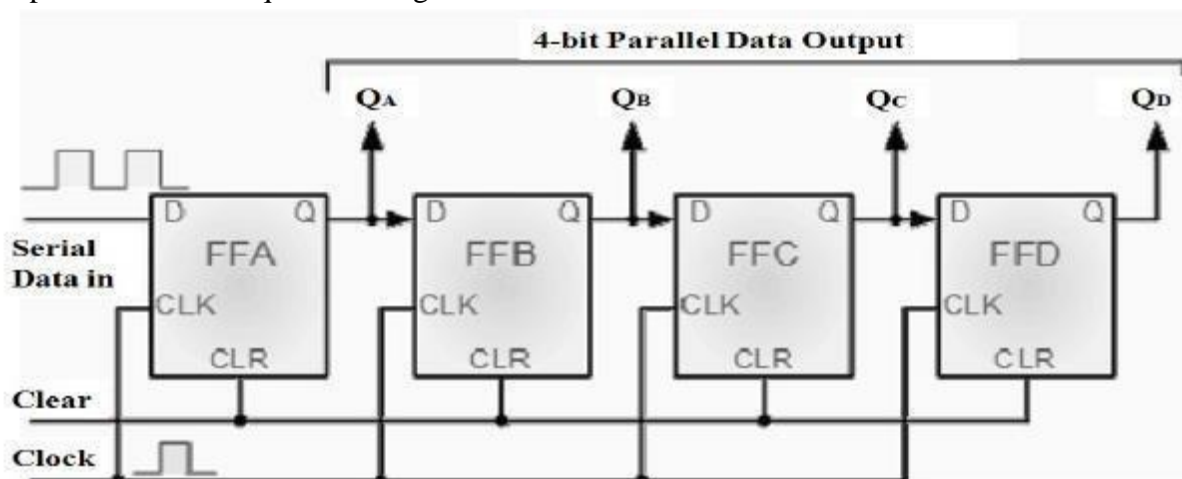 4-bit Parallel Data Output
QA QB QC QD
D Q D Q D Q D Q
FFA FFB FFC FFD
Serial
Data in
CLK CLK CLK CLK
CLR CLR CLR CLR
Clear
Clock